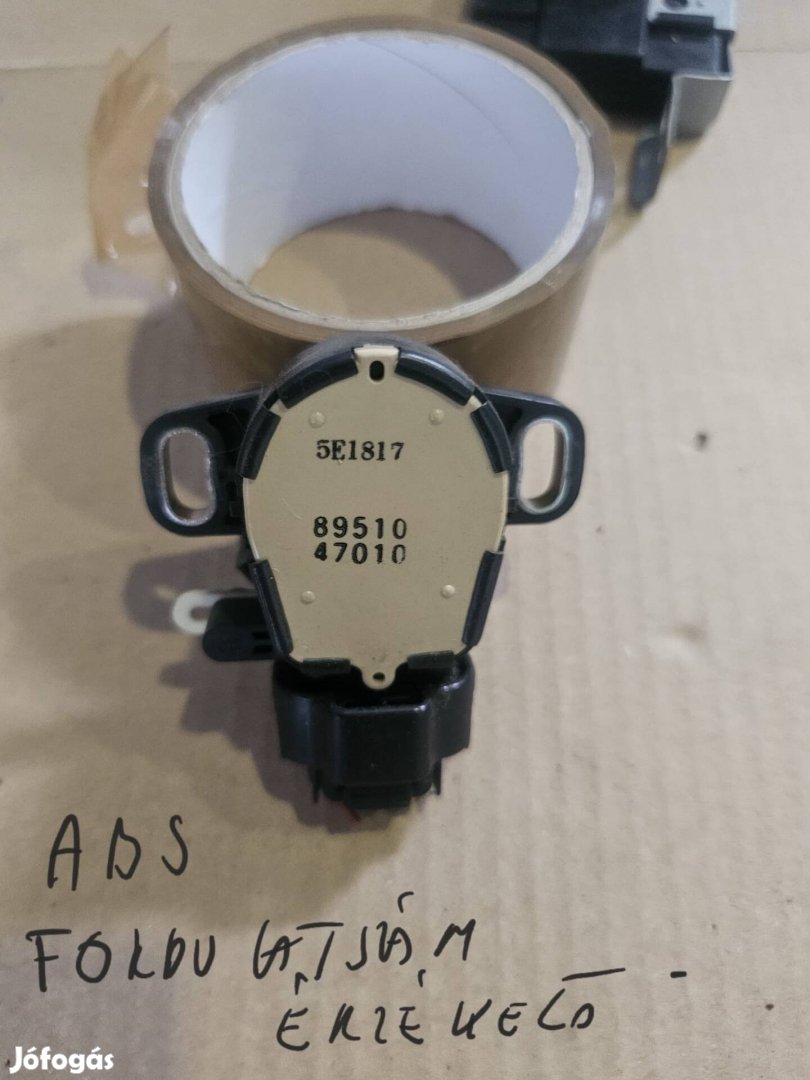 5E1817
89510
47010
ABS
FORDULATSZÁM
ÉRZÉKELŐ
Jófogás